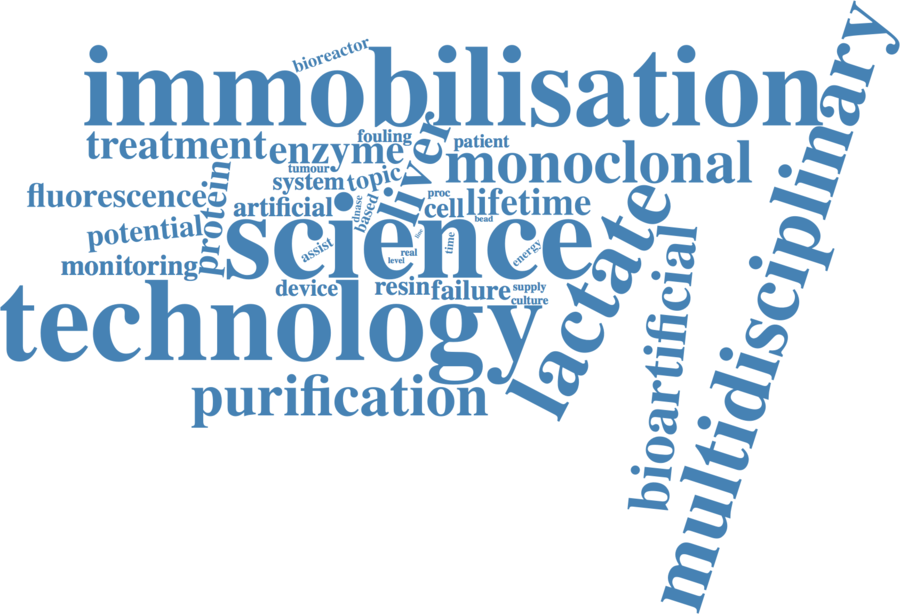 bioreactor
immobilisation
multidisciplinary
fouling
treatment
enzyme
liver
patient
monoclonal
tumour
system
topic
fluorescence
protein
artificial
dnase
based
proc
cell
lifetime
bead
lactate
potential
science
assist
real
level
time
energy
monitoring
device
resin
failure
supply
culture
bioartificial
technology
purification